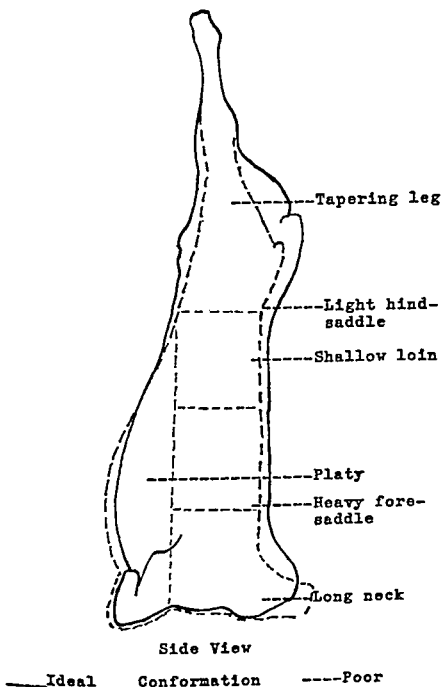 Tapering leg
Light hind-
saddle
Shallow loin
Platy
Heavy fore-
saddle
Long neck
Side View
Ideal Conformation Poor